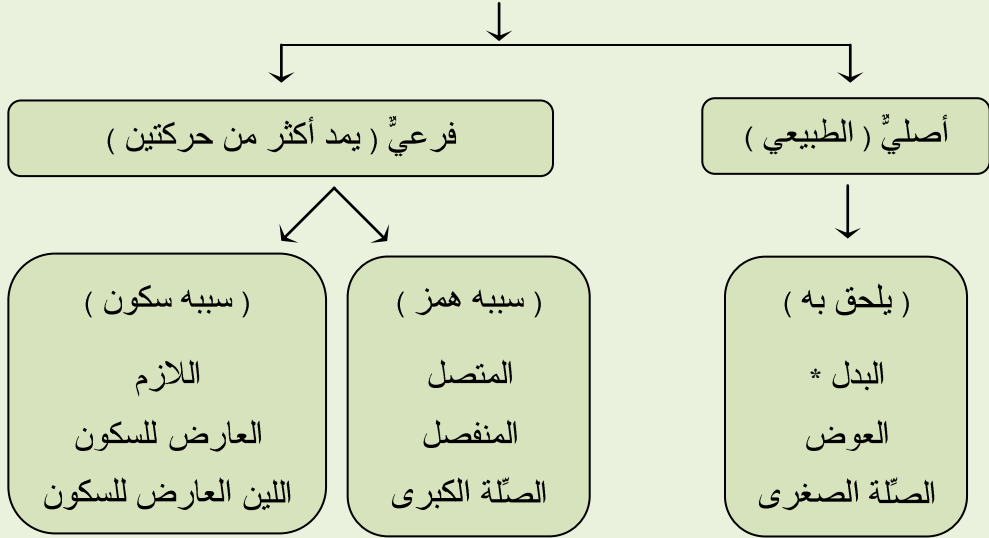 أصليٌّ ( الطبيعي )
فرعيٌّ ( يمد أكثر من حركتين )
( يلحق به )
البدل *
العوض
الصِّلة الصغرى
( سببه همز )
المتصل
المنفصل
الصِّلة الكبرى
( سببه سكون )
اللازم
العارض للسكون
اللين العارض للسكون